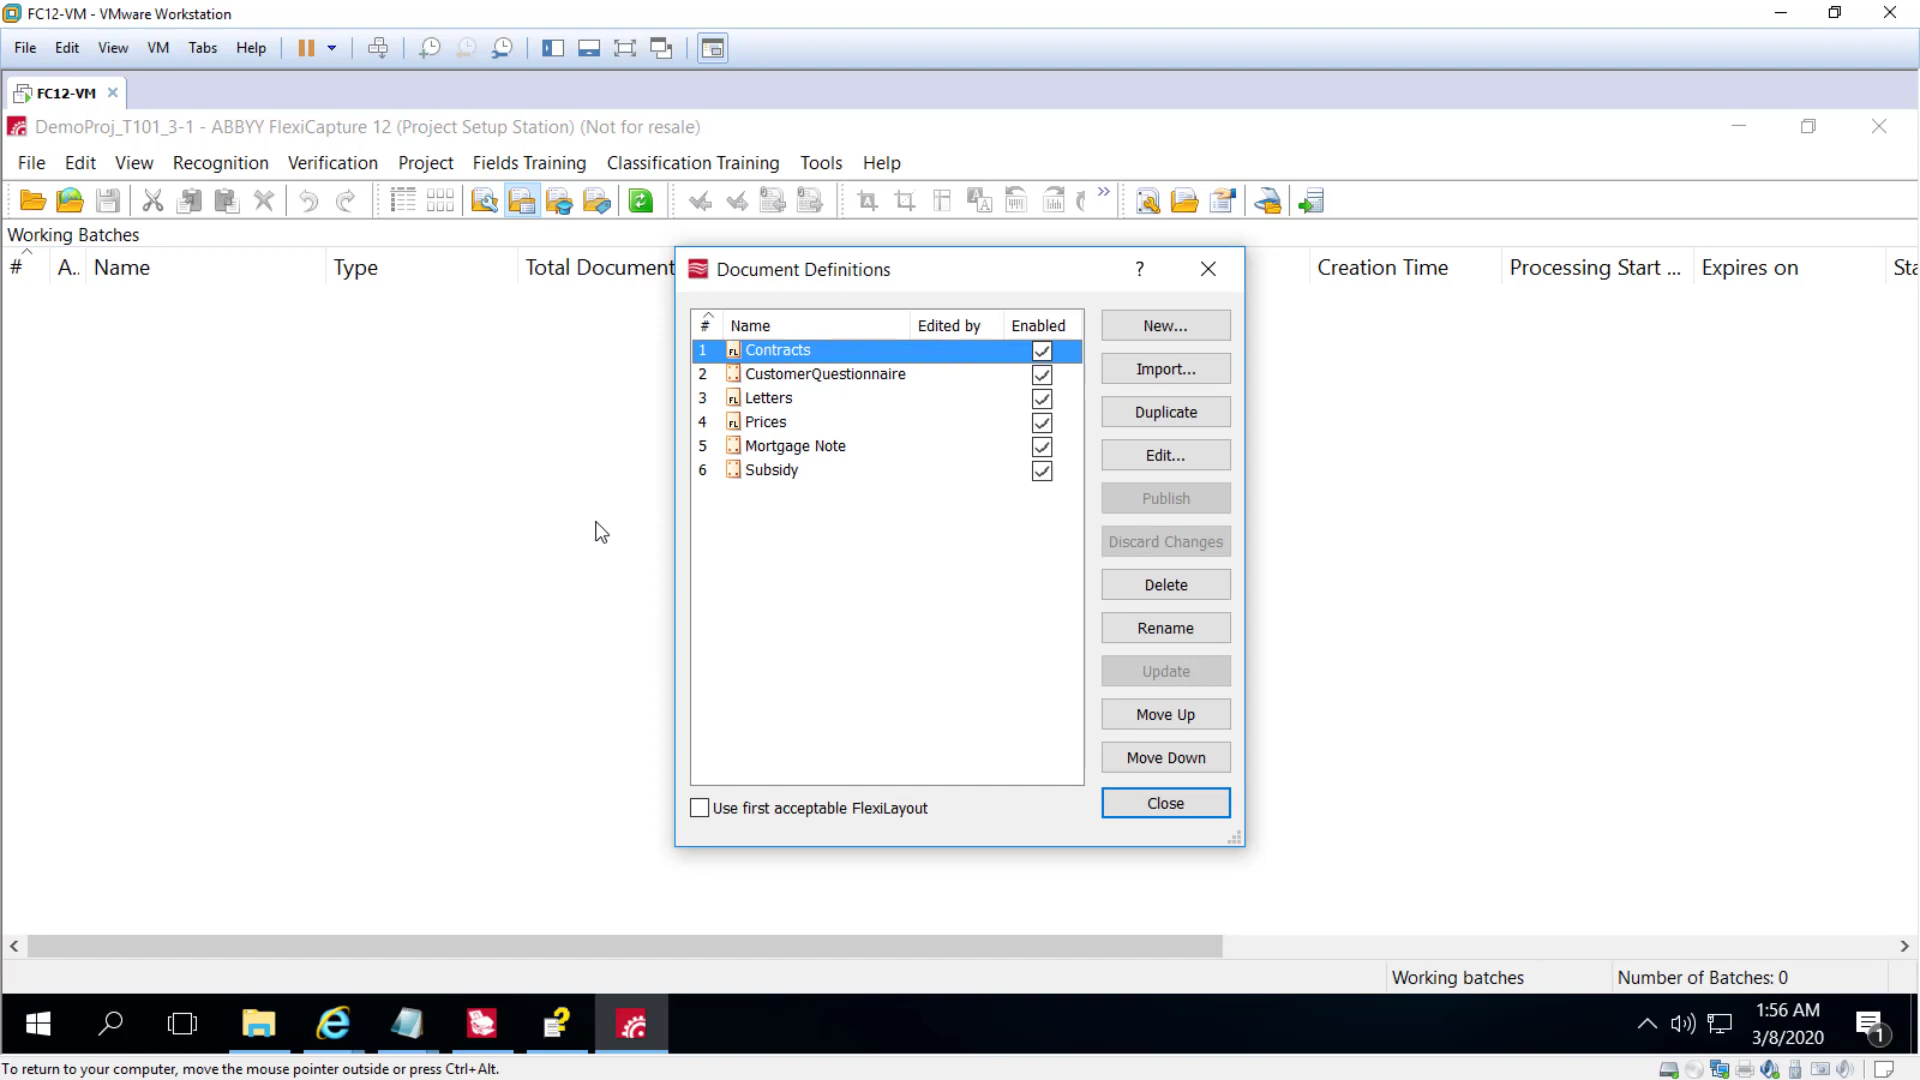 FC12-VM - VMware Workstation
File Edit View VM Tabs Help
FC12-VM
DemoProj_T101_3-1 - ABBYY FlexiCapture 12 (Project Setup Station) (Not for resale)
File Edit View Recognition Verification Project Fields Training Classification Training Tools Help
Working Batches
# A.. Name Type Total Document Creation Time Processing Start ... Expires on Sta
Document Definitions
# Name Edited by Enabled
1 FL Contracts
2 CustomerQuestionnaire
3 FL Letters
4 FL Prices
5 Mortgage Note
6 Subsidy
New...
Import...
Duplicate
Edit...
Publish
Discard Changes
Delete
Rename
Update
Move Up
Move Down
Use first acceptable FlexiLayout
Close
Working batches Number of Batches: 0
1:56 AM
3/8/2020
1
To return to your computer, move the mouse pointer outside or press Ctrl+Alt.